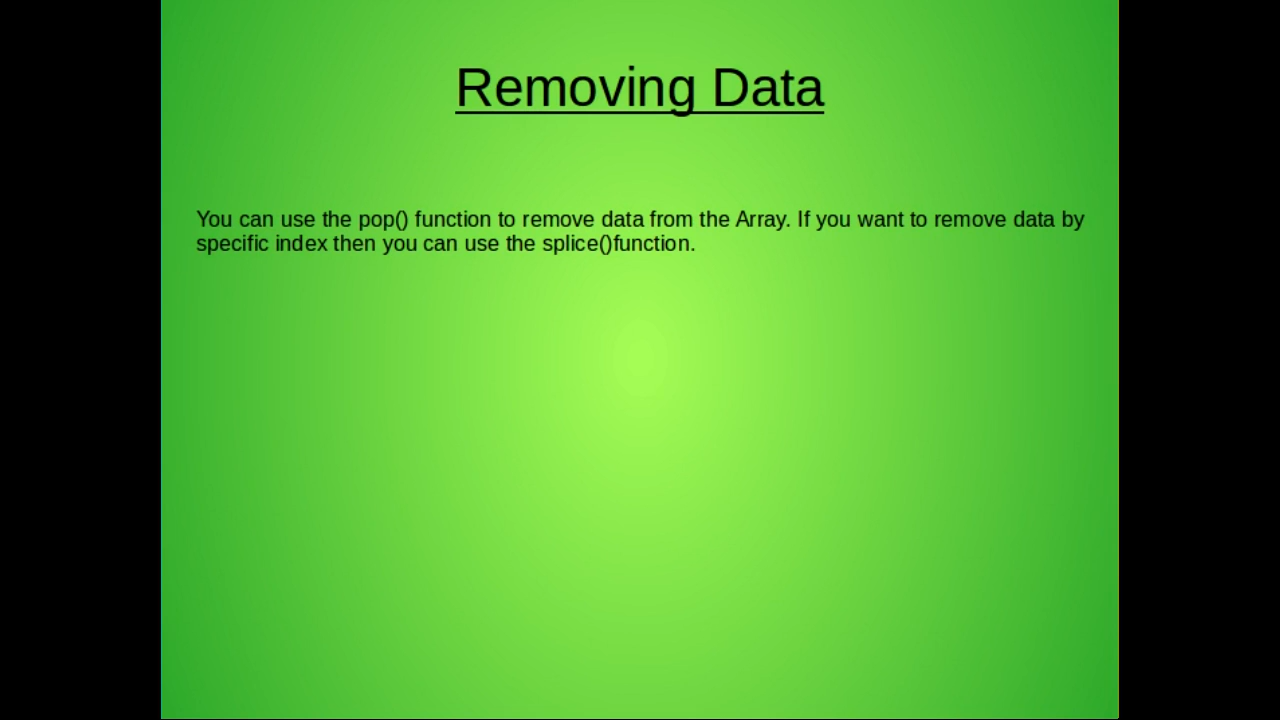 Removing Data
You can use the pop() function to remove data from the Array. If you want to remove data by
specific index then you can use the splice()function.